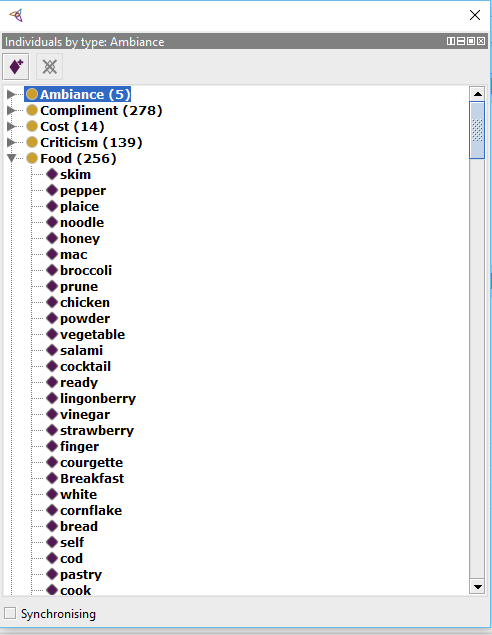 Individuals by type: Ambiance
Ambiance (5)
Compliment (278)
Cost (14)
Criticism (139)
Food (256)
skim
pepper
plaice
noodle
honey
mac
broccoli
prune
chicken
powder
vegetable
salami
cocktail
ready
lingonberry
vinegar
strawberry
finger
courgette
Breakfast
white
cornflake
bread
self
cod
pastry
cook
Synchronising